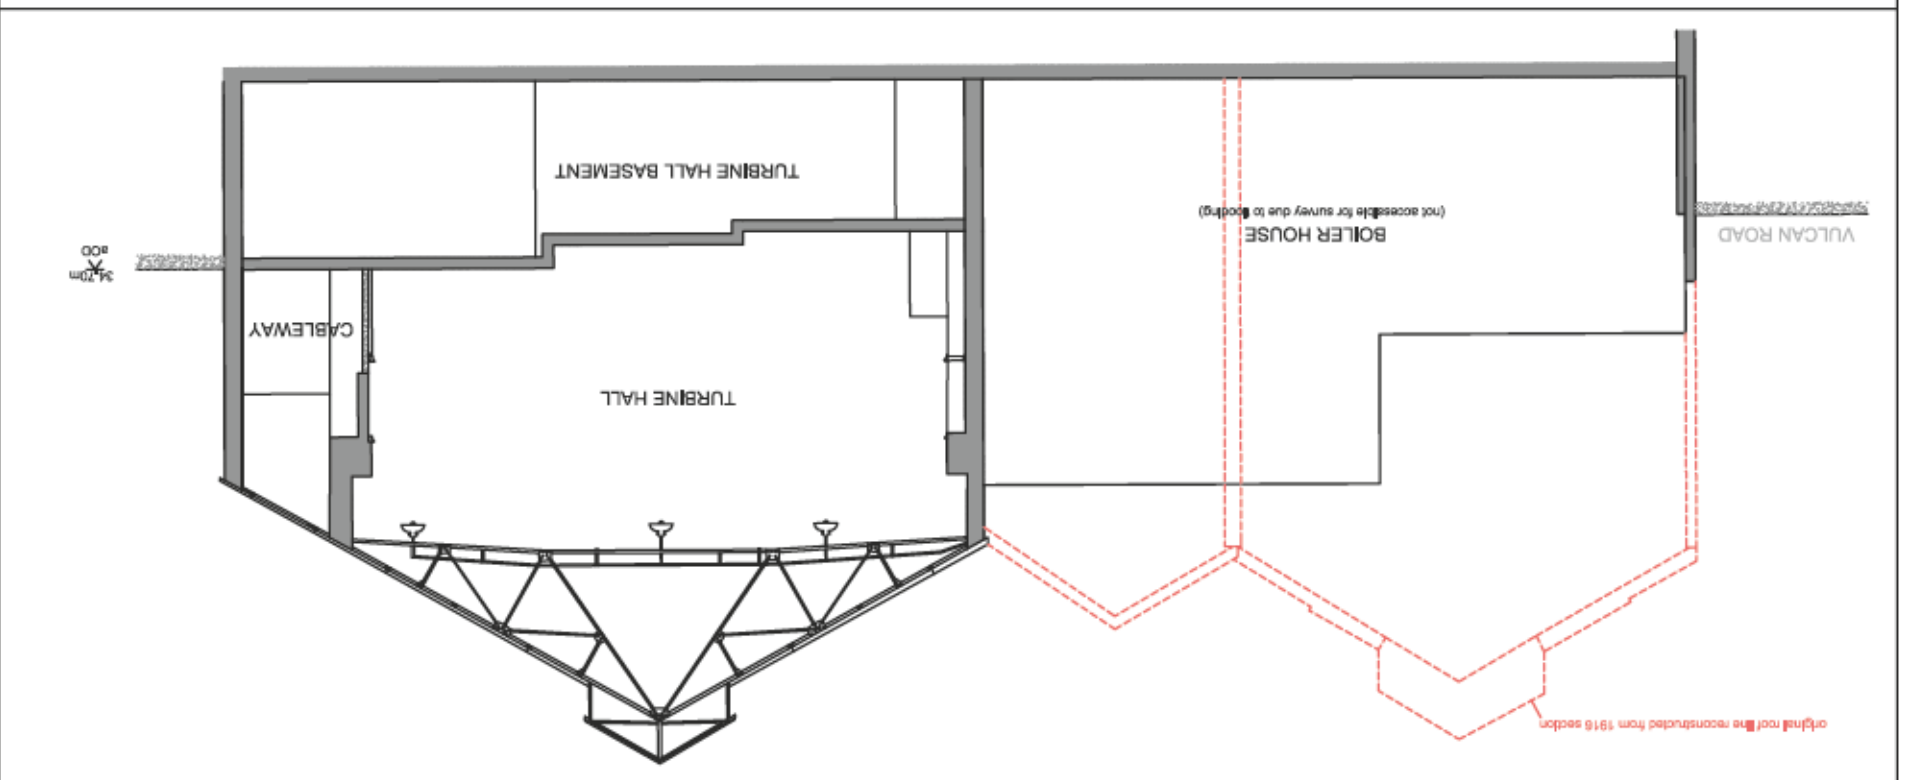 original roof line reconstructed from 1916 section
TURBINE HALL
CABLEWAY
34.70m
aOD
VULCAN ROAD
BOILER HOUSE
(not accessible for survey due to flooding)
TURBINE HALL BASEMENT